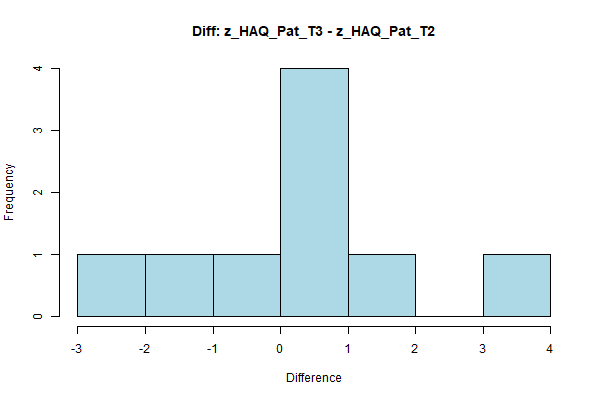 Diff: z_HAQ_Pat_T3 - z_HAQ_Pat_T2
Frequency
4
3
2
1
0
-3 -2 -1 0 1 2 3 4
Difference